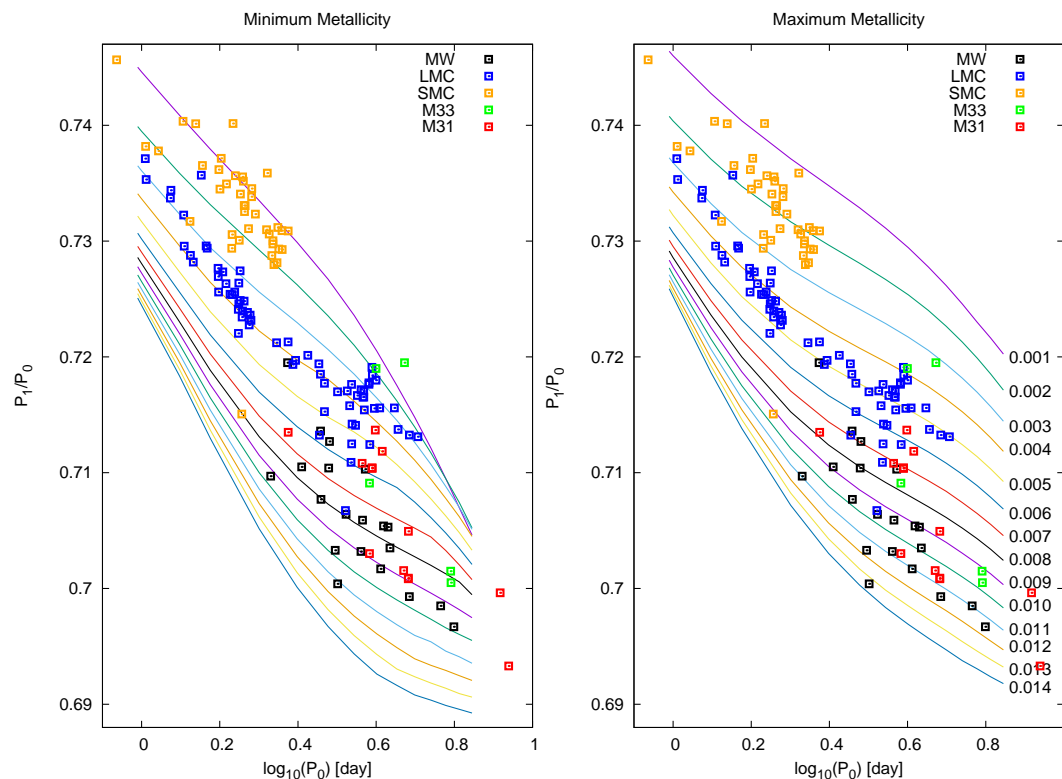 Minimum Metallicity
0.74
0.73
0.72
0.71
0.7
0.69
P1/P0
MW
LMC
SMC
M33
M31
0 0.2 0.4 0.6 0.8 1
log10(P0) [day]
Maximum Metallicity
0.74
0.73
0.72
0.71
0.7
0.69
P1/P0
MW
LMC
SMC
M33
M31
0.001
0.002
0.003
0.004
0.005
0.006
0.007
0.008
0.009
0.010
0.011
0.012
0.013
0.014
0 0.2 0.4 0.6 0.8
log10(P0) [day]